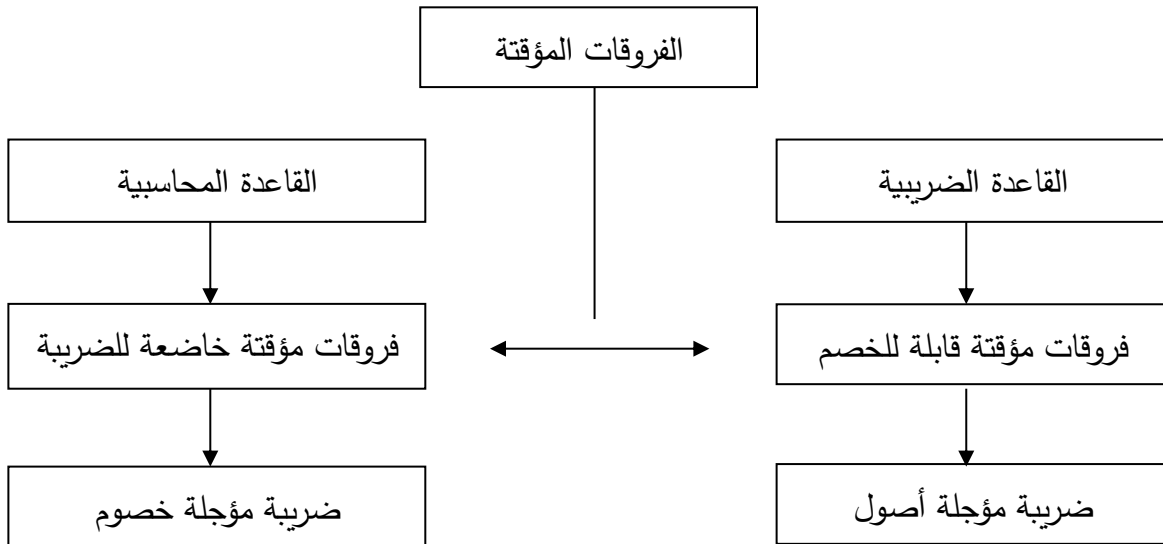 الفروقات المؤقتة
القاعدة الضريبية
القاعدة المحاسبية
فروقات مؤقتة قابلة للخصم
فروقات مؤقتة خاضعة للضريبة
ضريبة مؤجلة أصول
ضريبة مؤجلة خصوم